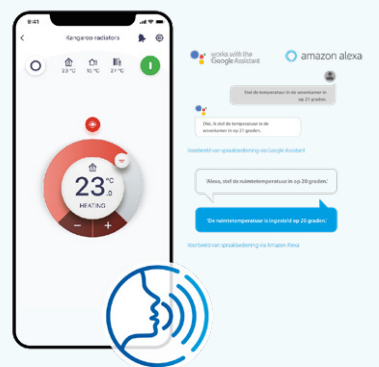 9:41
Kangaroo radiators
23 °C
21 °C
23
.0
°C
HEATING
−
+
works with the
Google Assistant
amazon alexa
Stel de temperatuur in de woonkamer in
op 21 graden.
Oke, ik stel de temperatuur in de
woonkamer in op 21 graden.
Voorbeeld van spraakbediening via Google Assistant
'Alexa, stel de ruimtetemperatuur in op 20 graden.'
'De ruimtetemperatuur is ingesteld op 20 graden.'
Voorbeeld van spraakbediening via Amazon Alexa